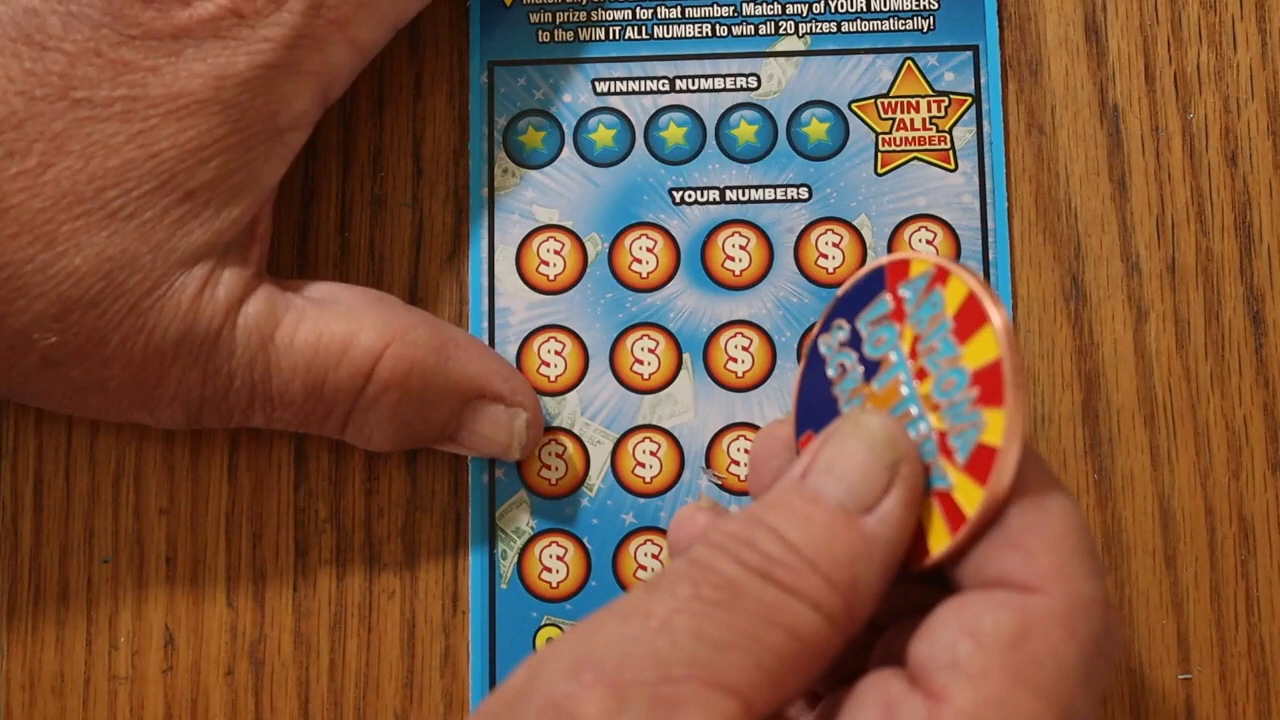 win prize shown for that number. Match any of YOUR NUMBERS
to the WIN IT ALL NUMBER to win all 20 prizes automatically!
WINNING NUMBERS
WIN IT
ALL
NUMBER
YOUR NUMBERS
$ $ $ $ $
$ $ $
$ $ $
$ $
ARIZONA
LOTTERY